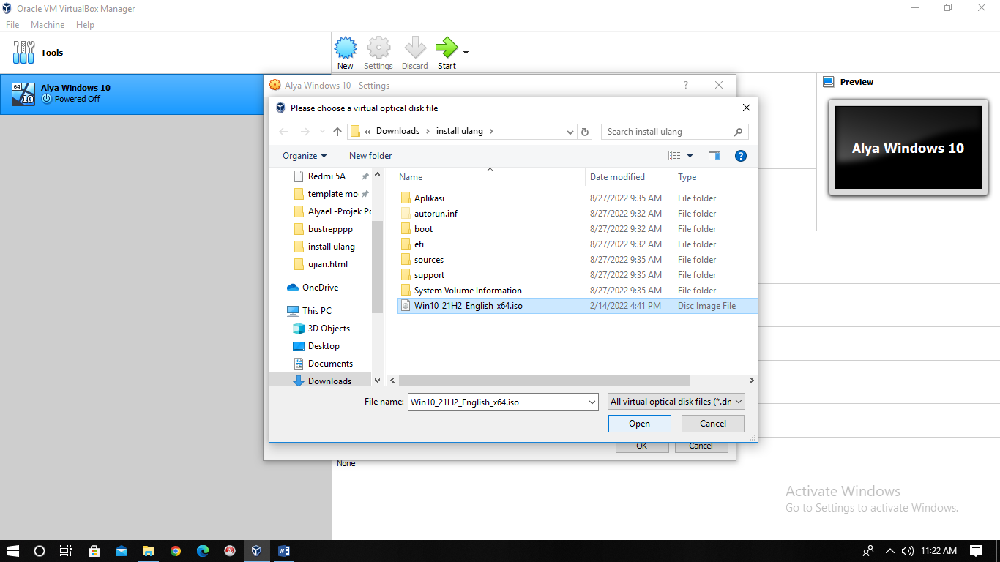 Oracle VM VirtualBox Manager
File Machine Help
Tools
New Settings Discard Start
64
10
Alya Windows 10
Powered Off
Preview
Alya Windows 10
Alya Windows 10 - Settings ?
Please choose a virtual optical disk file
« Downloads › install ulang ›
Search install ulang
Organize New folder ?
Redmi 5A
template mo
Alyael -Projek Po
bustrepppp
install ulang
ujian.html
OneDrive
This PC
3D Objects
Desktop
Documents
Downloads
Name Date modified Type
Aplikasi 8/27/2022 9:35 AM File folder
autorun.inf 8/27/2022 9:32 AM File folder
boot 8/27/2022 9:32 AM File folder
efi 8/27/2022 9:32 AM File folder
sources 8/27/2022 9:35 AM File folder
support 8/27/2022 9:35 AM File folder
System Volume Information 8/27/2022 9:35 AM File folder
Win10_21H2_English_x64.iso 2/14/2022 4:41 PM Disc Image File
File name: Win10_21H2_English_x64.iso All virtual optical disk files (*.dr
Open Cancel
OK Cancel
None
Activate Windows
Go to Settings to activate Windows.
11:22 AM